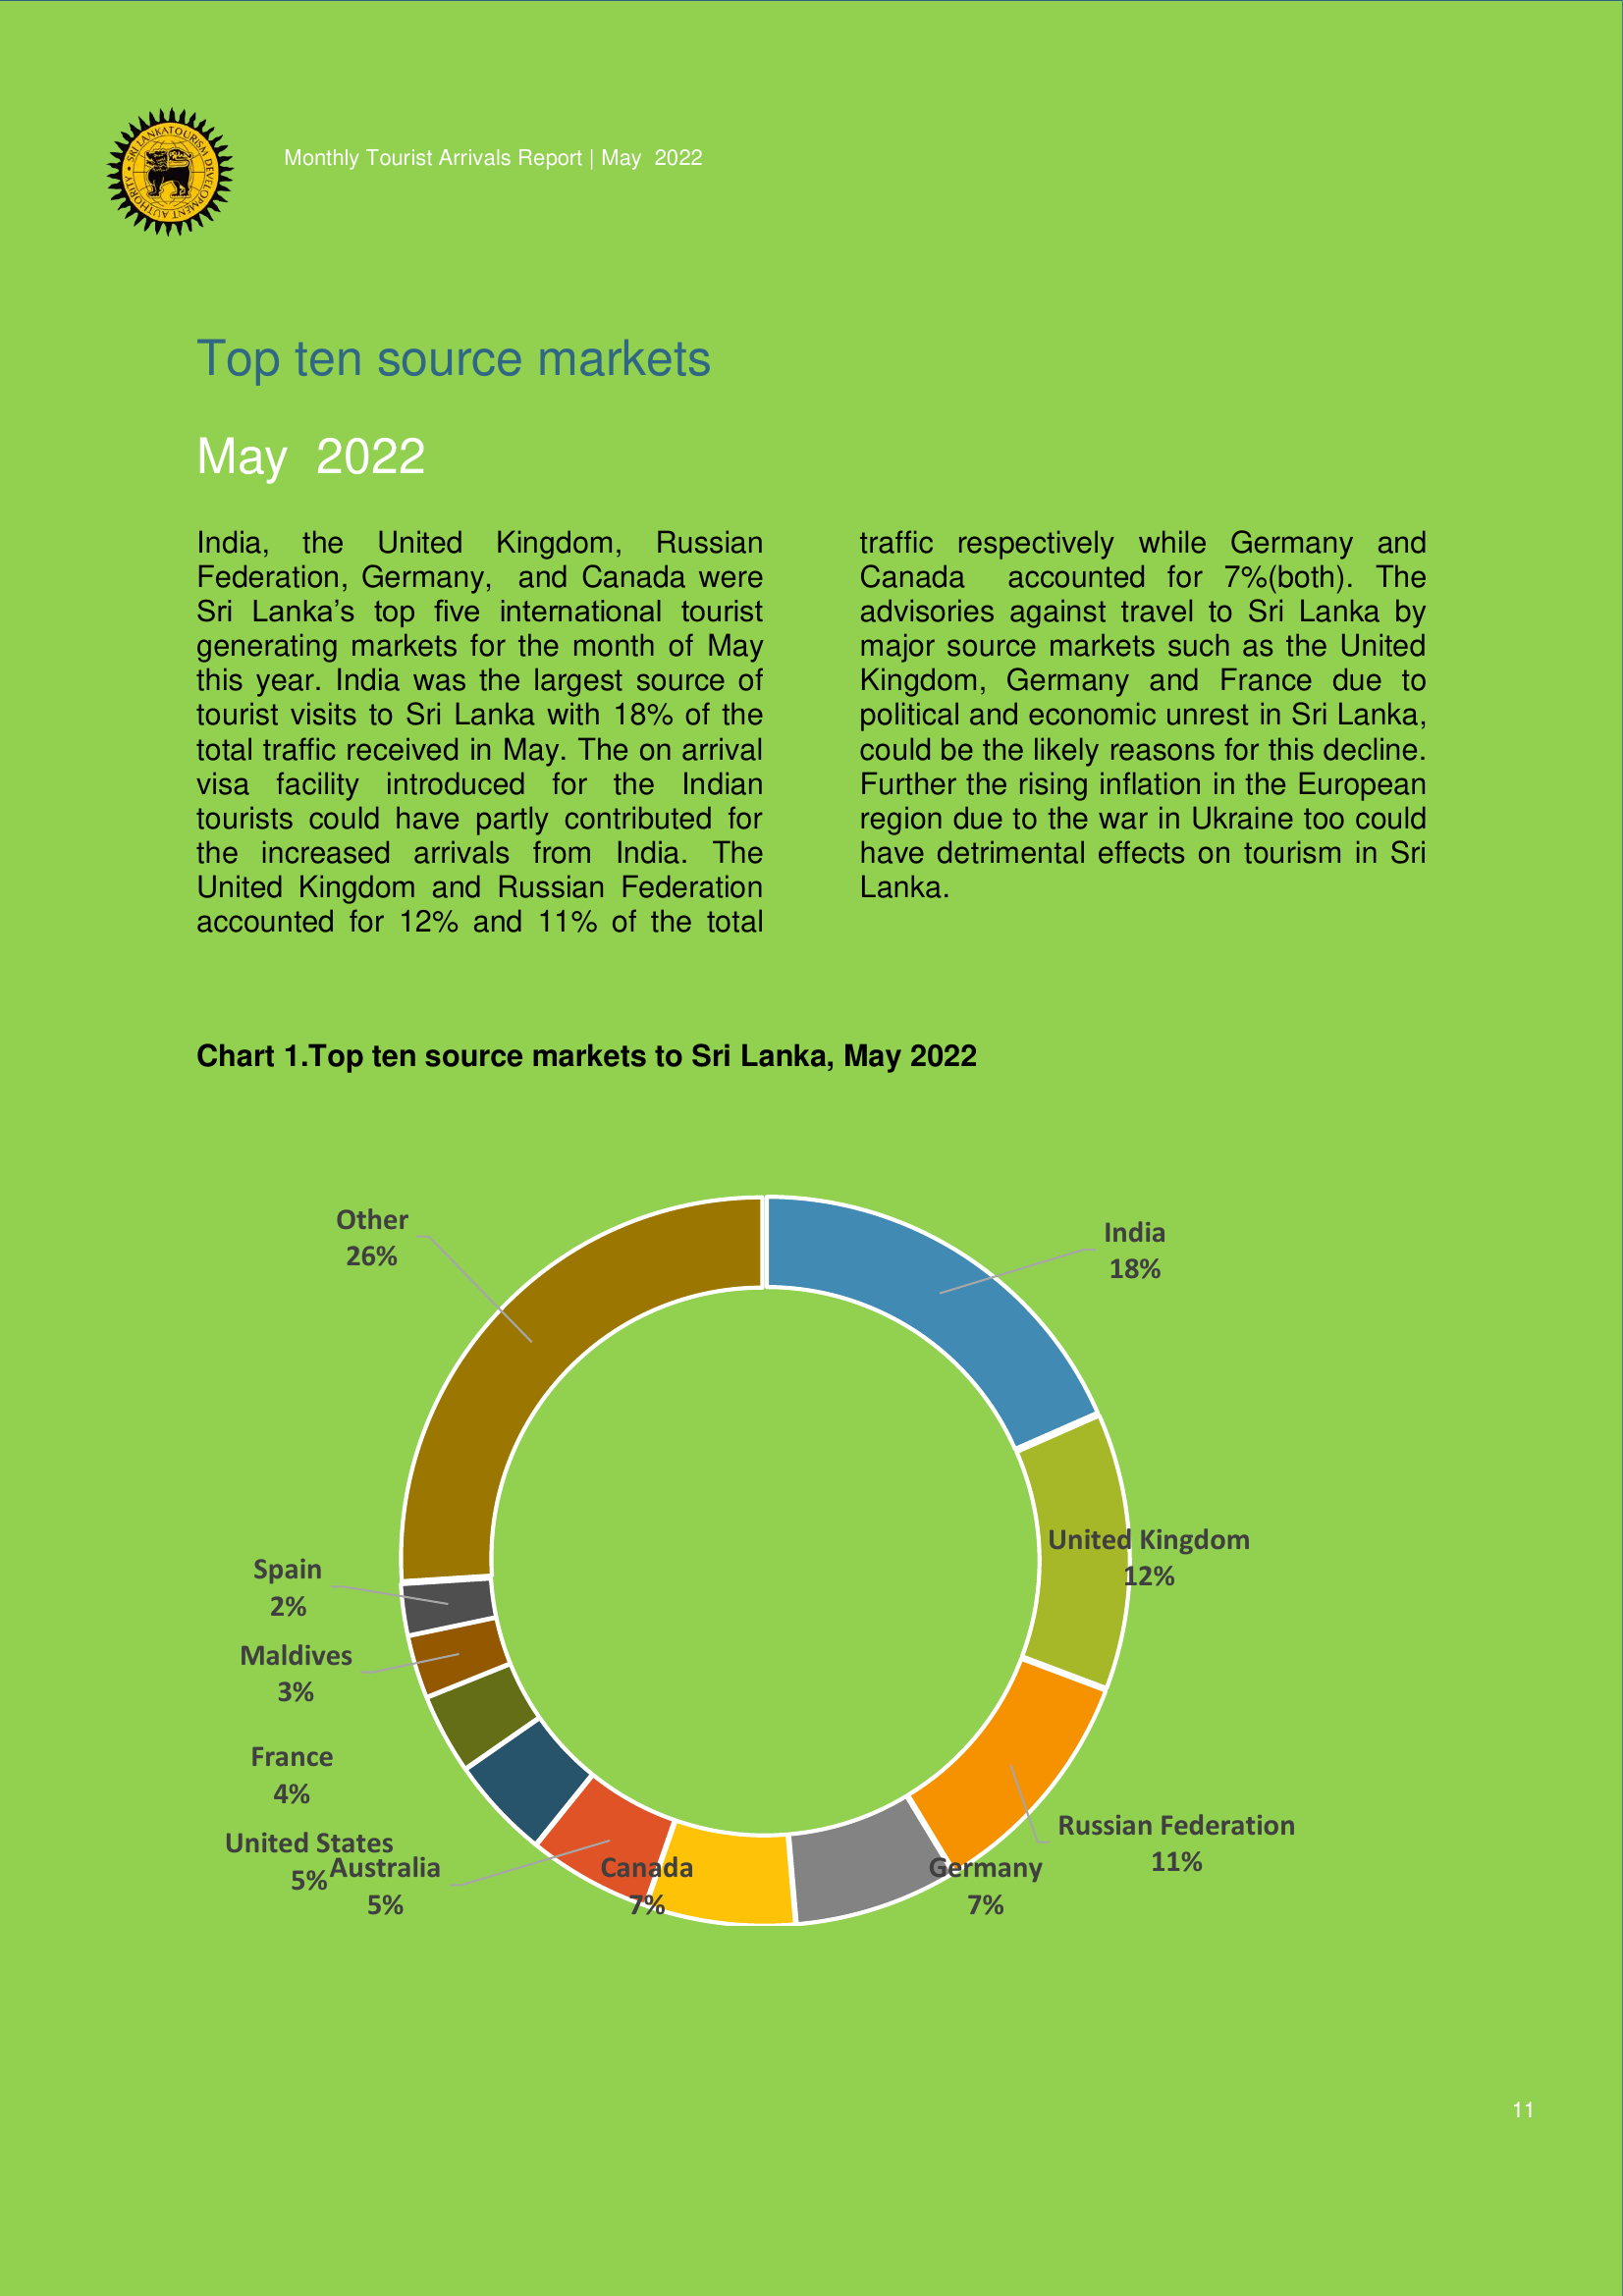 SRI LANKA TOURISM DEVELOPMENT AUTHORITY
Monthly Tourist Arrivals Report | May  2022
Top ten source markets
May  2022
India, the United Kingdom, Russian
Federation, Germany,  and Canada were
Sri Lanka’s top five international tourist
generating markets for the month of May
this year. India was the largest source of
tourist visits to Sri Lanka with 18% of the
total traffic received in May. The on arrival
visa facility introduced for the Indian
tourists could have partly contributed for
the increased arrivals from India. The
United Kingdom and Russian Federation
accounted for 12% and 11% of the total
traffic respectively while Germany and
Canada  accounted for 7%(both). The
advisories against travel to Sri Lanka by
major source markets such as the United
Kingdom, Germany and France due to
political and economic unrest in Sri Lanka,
could be the likely reasons for this decline.
Further the rising inflation in the European
region due to the war in Ukraine too could
have detrimental effects on tourism in Sri
Lanka.
Chart 1.Top ten source markets to Sri Lanka, May 2022
Other
26%
India
18%
United Kingdom
12%
Spain
2%
Maldives
3%
France
4%
United States
5%
Australia
5%
Canada
7%
Germany
7%
Russian Federation
11%
11